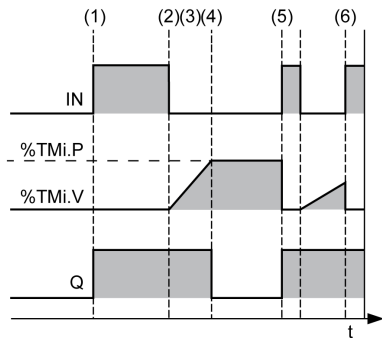 (1) (2)(3)(4) (5) (6)
IN
%TMi.P
%TMi.V
Q
t